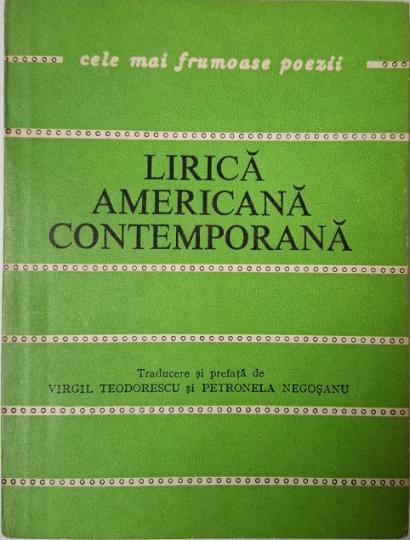 cele mai frumoase poezii
LIRICĂ
AMERICANĂ
CONTEMPORANĂ
Traducere și prefață de
VIRGIL TEODORESCU și PETRONELA NEGOȘANU